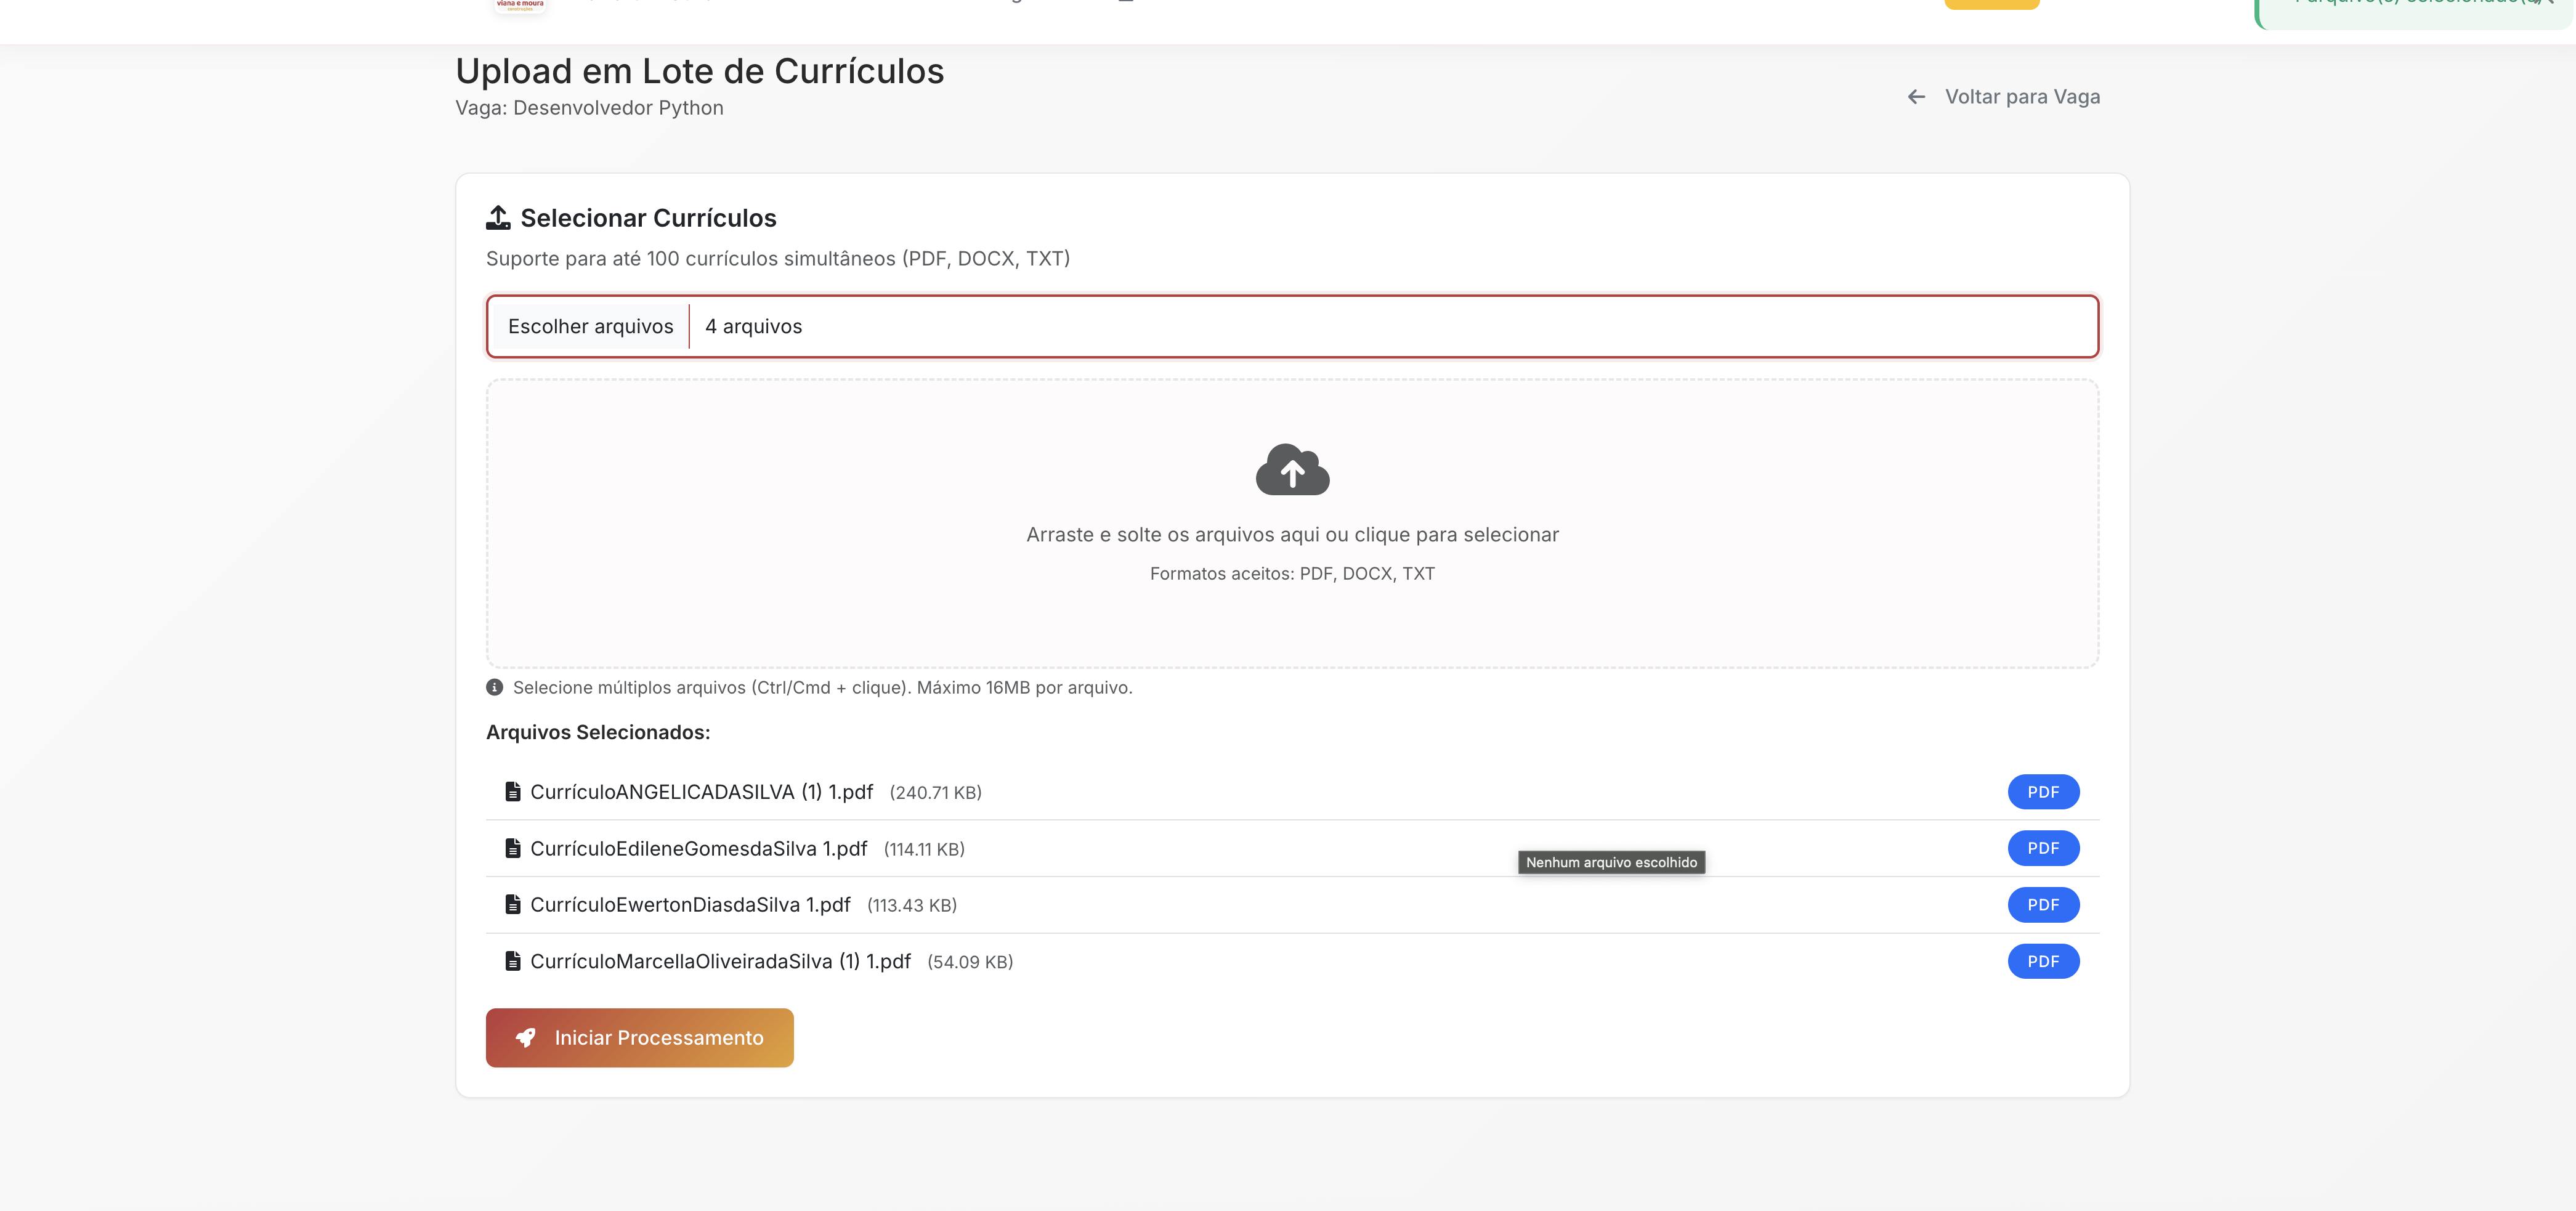 viana e moura
construções
Upload em Lote de Currículos
Vaga: Desenvolvedor Python
Voltar para Vaga
Selecionar Currículos
Suporte para até 100 currículos simultâneos (PDF, DOCX, TXT)
Escolher arquivos
4 arquivos
Arraste e solte os arquivos aqui ou clique para selecionar
Formatos aceitos: PDF, DOCX, TXT
Selecione múltiplos arquivos (Ctrl/Cmd + clique). Máximo 16MB por arquivo.
Arquivos Selecionados:
CurrículoANGELICADASILVA (1) 1.pdf (240.71 KB) PDF
CurrículoEdileneGomesdaSilva 1.pdf (114.11 KB) PDF
Nenhum arquivo escolhido
CurrículoEwertonDiasdaSilva 1.pdf (113.43 KB) PDF
CurrículoMarcellaOliveiradaSilva (1) 1.pdf (54.09 KB) PDF
Iniciar Processamento